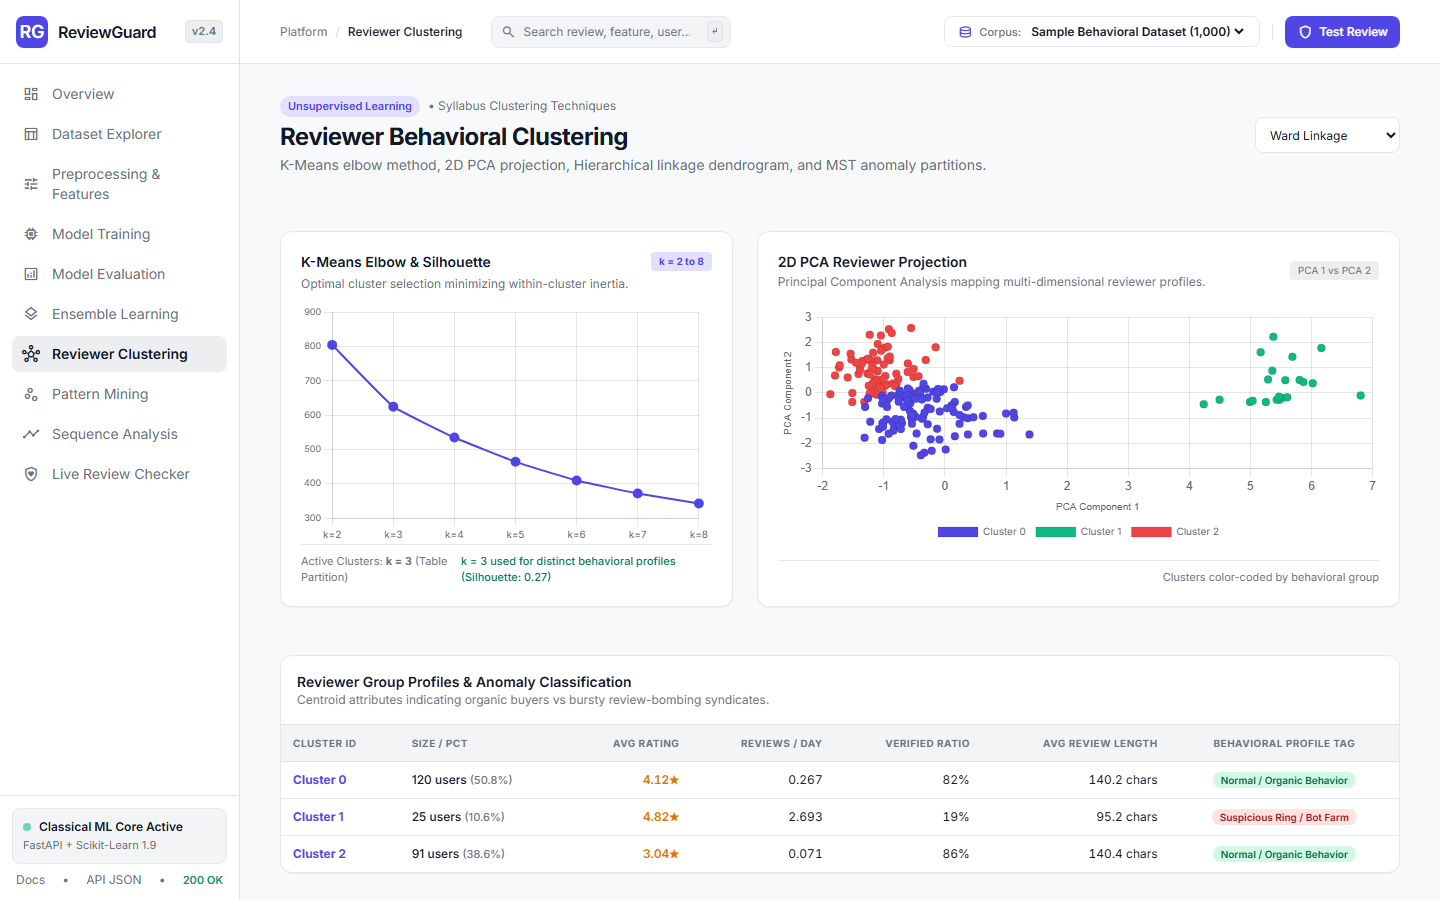 RG ReviewGuard v2.4
Overview
Dataset Explorer
Preprocessing &
Features
Model Training
Model Evaluation
Ensemble Learning
Reviewer Clustering
Pattern Mining
Sequence Analysis
Live Review Checker
Classical ML Core Active
FastAPI + Scikit-Learn 1.9
Docs • API JSON • 200 OK
Platform / Reviewer Clustering
Search review, feature, user... ↵
Corpus: Sample Behavioral Dataset (1,000)
Test Review
Unsupervised Learning • Syllabus Clustering Techniques
Reviewer Behavioral Clustering
K-Means elbow method, 2D PCA projection, Hierarchical linkage dendrogram, and MST anomaly partitions.
Ward Linkage
K-Means Elbow & Silhouette
k = 2 to 8
Optimal cluster selection minimizing within-cluster inertia.
900
800
700
600
500
400
300
k=2 k=3 k=4 k=5 k=6 k=7 k=8
Active Clusters: k = 3 (Table
Partition)
k = 3 used for distinct behavioral profiles
(Silhouette: 0.27)
2D PCA Reviewer Projection
Principal Component Analysis mapping multi-dimensional reviewer profiles.
PCA 1 vs PCA 2
PCA Component2
3
2
1
0
-1
-2
-3
-2 -1 0 1 2 3 4 5 6 7
PCA Component 1
Cluster 0 Cluster 1 Cluster 2
Clusters color-coded by behavioral group
Reviewer Group Profiles & Anomaly Classification
Centroid attributes indicating organic buyers vs bursty review-bombing syndicates.
CLUSTER ID SIZE / PCT AVG RATING REVIEWS / DAY VERIFIED RATIO AVG REVIEW LENGTH BEHAVIORAL PROFILE TAG
Cluster 0 120 users (50.8%) 4.12★ 0.267 82% 140.2 chars Normal / Organic Behavior
Cluster 1 25 users (10.6%) 4.82★ 2.693 19% 95.2 chars Suspicious Ring / Bot Farm
Cluster 2 91 users (38.6%) 3.04★ 0.071 86% 140.4 chars Normal / Organic Behavior